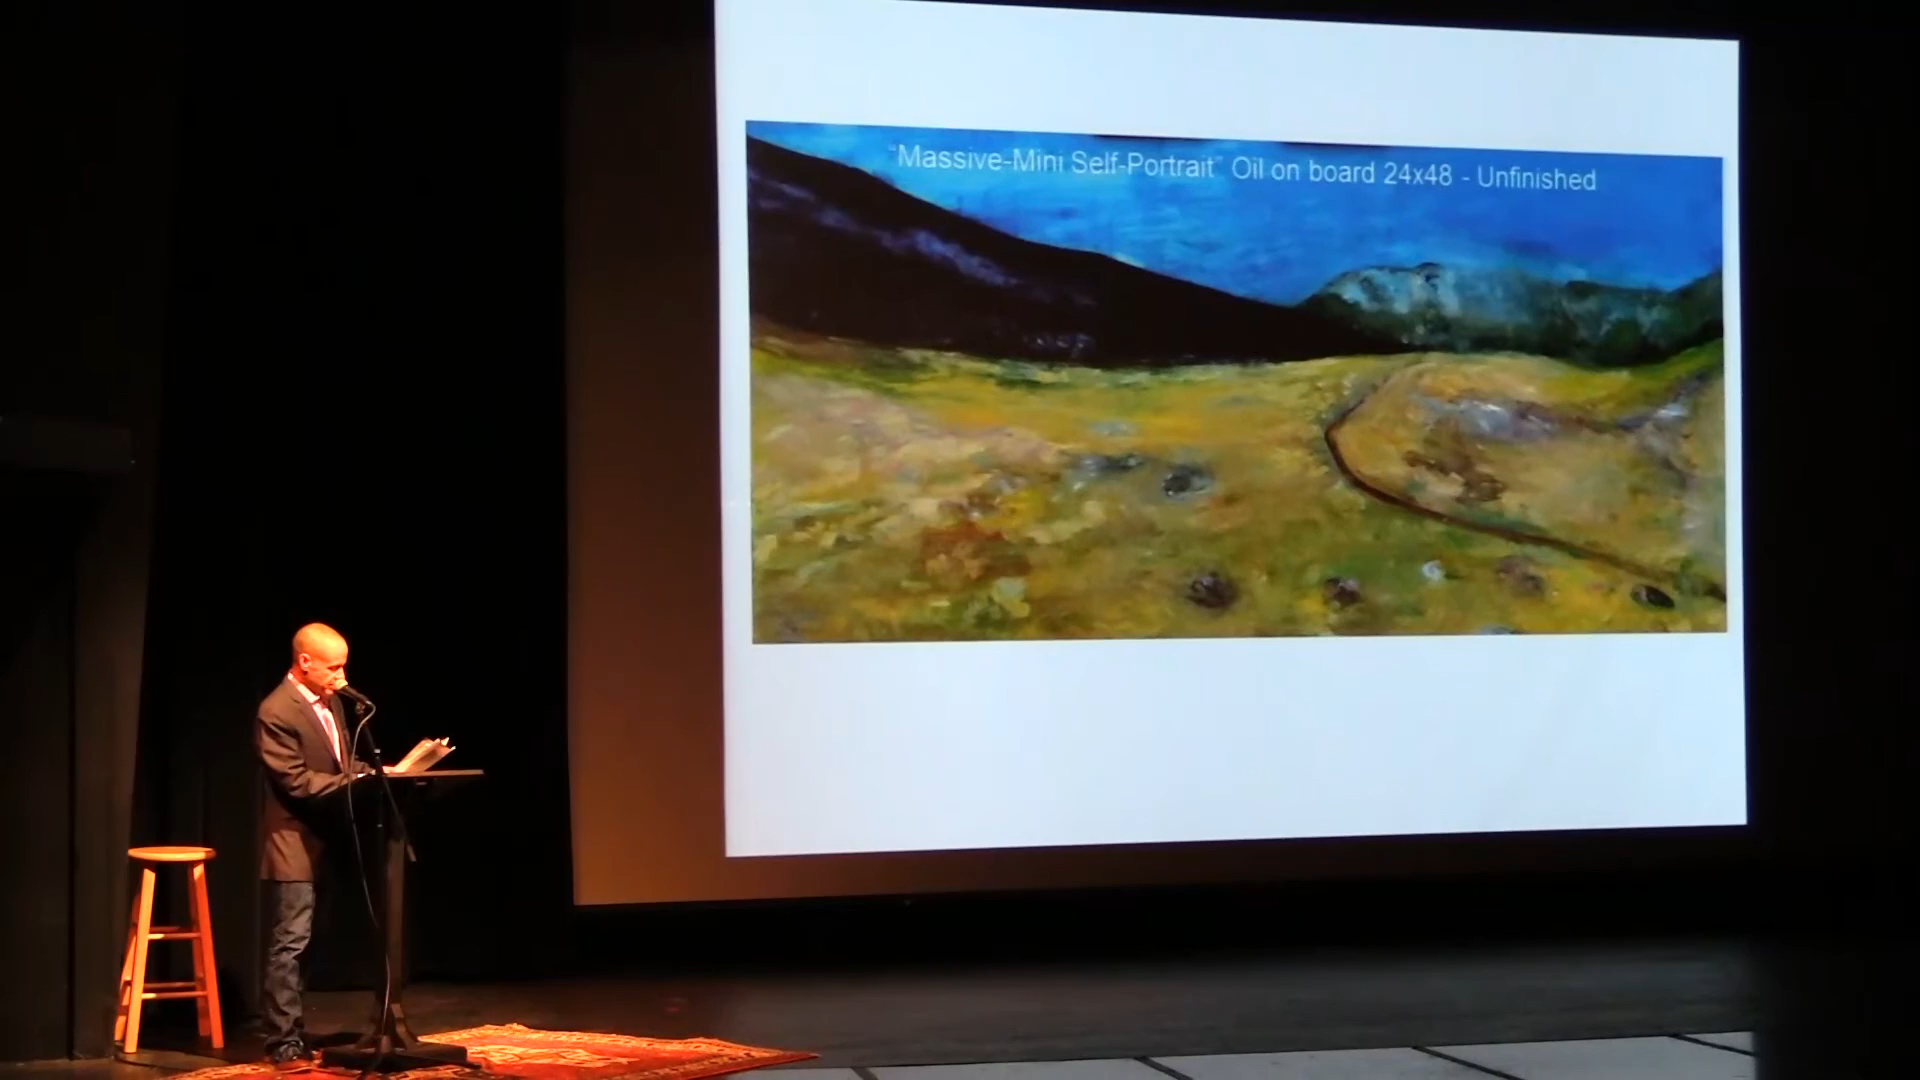 “Massive-Mini Self-Portrait” Oil on board 24x48 - Unfinished